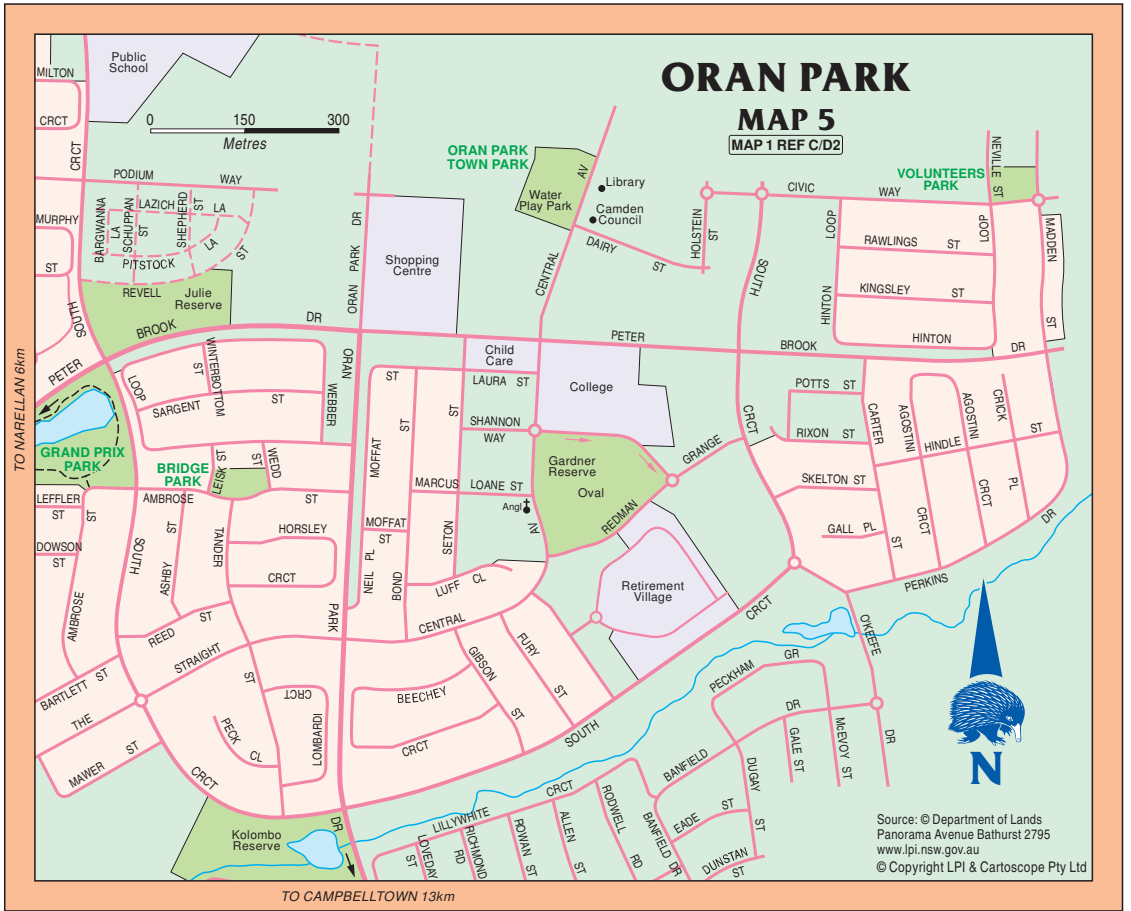 ORAN PARK
MAP 5
MAP 1 REF C/D2
Public
School
MILTON
CRCT
CRCT
0 150 300
Metres
ORAN PARK
TOWN PARK
AV
Water
Play Park
Library
Camden
Council
VOLUNTEERS
PARK
NEVILLE
ST
PODIUM WAY
BARGWANNA
LA
SCHUPPAN
ST
LAZICH LA
SHEPHERD
ST
LA
ST
PITSTOCK
MURPHY
ST
REVELL
Julie
Reserve
SOUTH
ORAN PARK DR
Shopping
Centre
CENTRAL
DAIRY ST
HOLSTEIN
ST
CIVIC WAY
SOUTH
LOOP
LOOP
RAWLINGS ST
KINGSLEY ST
HINTON
HINTON
MADDEN
ST
PETER BROOK DR
PETER BROOK DR
Child
Care
College
LAURA ST
SHANNON
WAY
LOOP
WINTERBOTTOM
ST
SARGENT ST
WEBBER
ORAN
PARK
DR
MOFFAT
ST
ST
ST
MARCUS LOANE ST
Angl
AV
Gardner
Reserve
Oval
REDMAN
GRANGE
CRCT
POTTS ST
RIXON ST
CARTER
ST
SKELTON ST
GALL PL
AGOSTINI
CRCT
AGOSTINI
CRCT
HINDLE ST
CRICK
PL
PERKINS DR
TO NARELLAN 6km
GRAND PRIX
PARK
BRIDGE
PARK
LEISK ST
WEDD
ST
LEFFLER
ST
ST
DOWSON
ST
AMBROSE
AMBROSE ST
SOUTH
ASHBY
ST
TANDER
ST
HORSLEY
CRCT
MOFFAT
ST
NEIL PL
BOND
SETON
LUFF CL
CENTRAL
REED ST
THE STRAIGHT
BARTLETT ST
MAWER ST
PECK
CL
CRCT
LOMBARDI
CRCT
BEECHEY
CRCT
GIBSON
ST
FURY
ST
Retirement
Village
SOUTH CRCT
O'KEEFE
DR
PECKHAM GR
BANFIELD DR
GALE ST
McEVOY ST
DUGAY
ST
EADE ST
DUNSTAN
ST
BANFIELD DR
RODWELL
RD
ALLEN
ST
ROWAN
ST
RICHMOND
RD
LOVEDAY
ST
LILLYWHITE CRCT
Kolombo
Reserve
N
Source: © Department of Lands
Panorama Avenue Bathurst 2795
www.lpi.nsw.gov.au
© Copyright LPI & Cartoscope Pty Ltd
TO CAMPBELLTOWN 13km